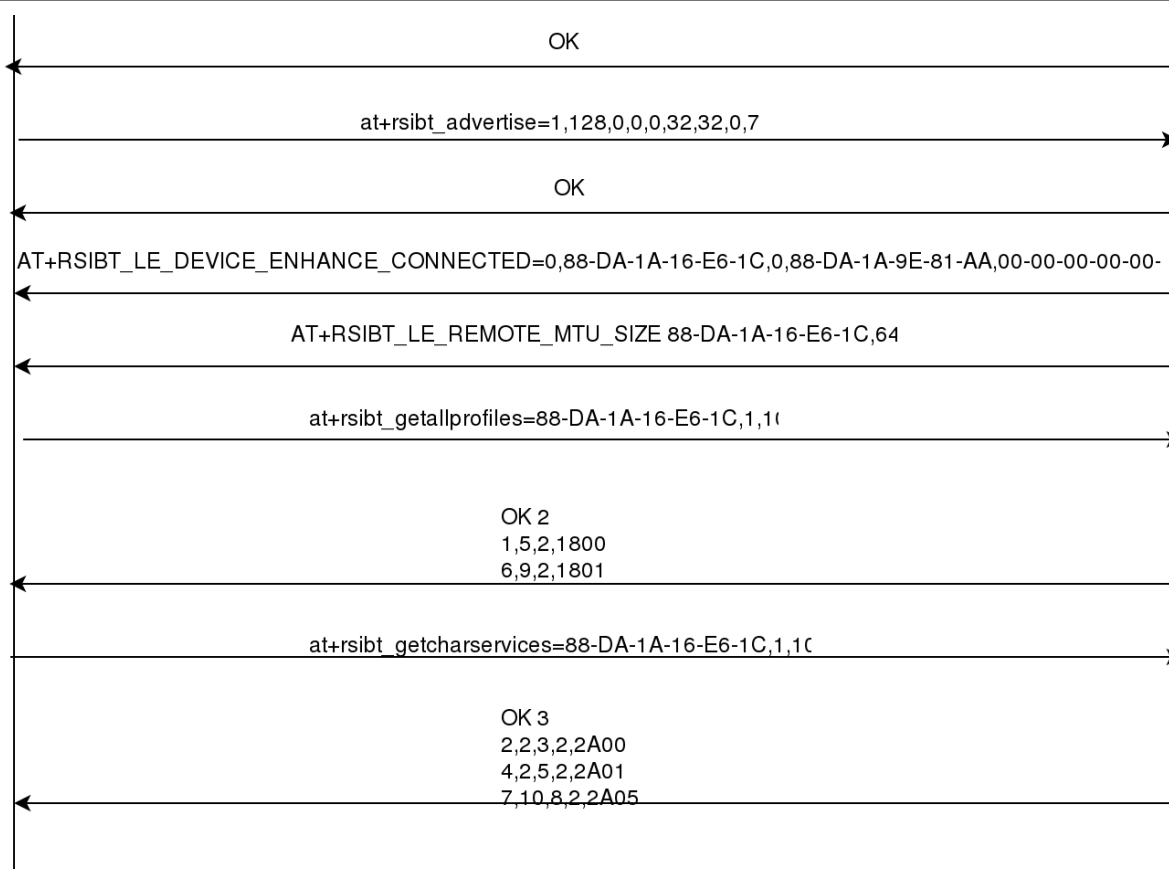 OK
at+rsibt_advertise=1,128,0,0,0,32,32,0,7
OK
AT+RSIBT_LE_DEVICE_ENHANCE_CONNECTED=0,88-DA-1A-16-E6-1C,0,88-DA-1A-9E-81-AA,00-00-00-00-00-
AT+RSIBT_LE_REMOTE_MTU_SIZE 88-DA-1A-16-E6-1C,64
at+rsibt_getallprofiles=88-DA-1A-16-E6-1C,1,10
OK 2
1,5,2,1800
6,9,2,1801
at+rsibt_getcharservices=88-DA-1A-16-E6-1C,1,10
OK 3
2,2,3,2,2A00
4,2,5,2,2A01
7,10,8,2,2A05